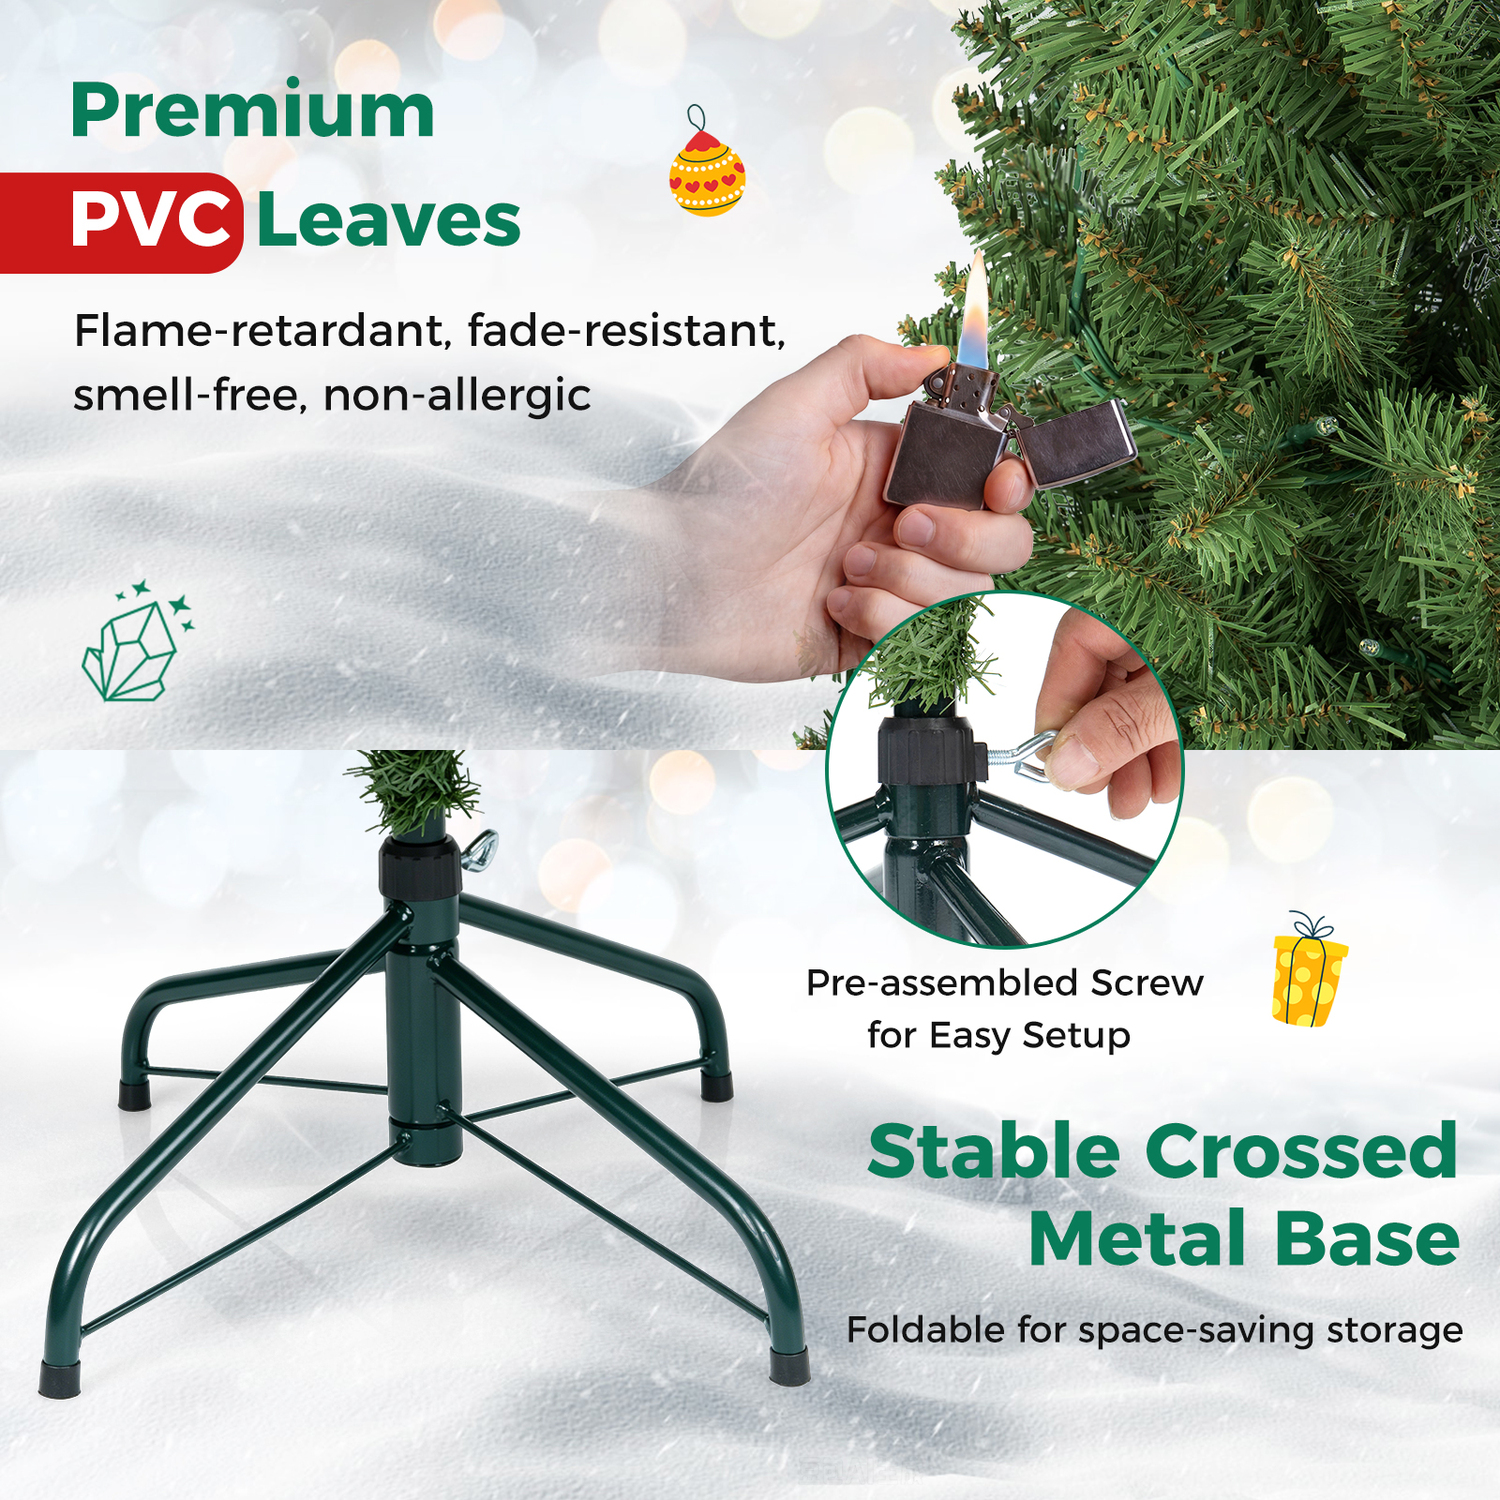 Premium
PVC Leaves
Flame-retardant, fade-resistant,
smell-free, non-allergic
Pre-assembled Screw
for Easy Setup
Stable Crossed
Metal Base
Foldable for space-saving storage